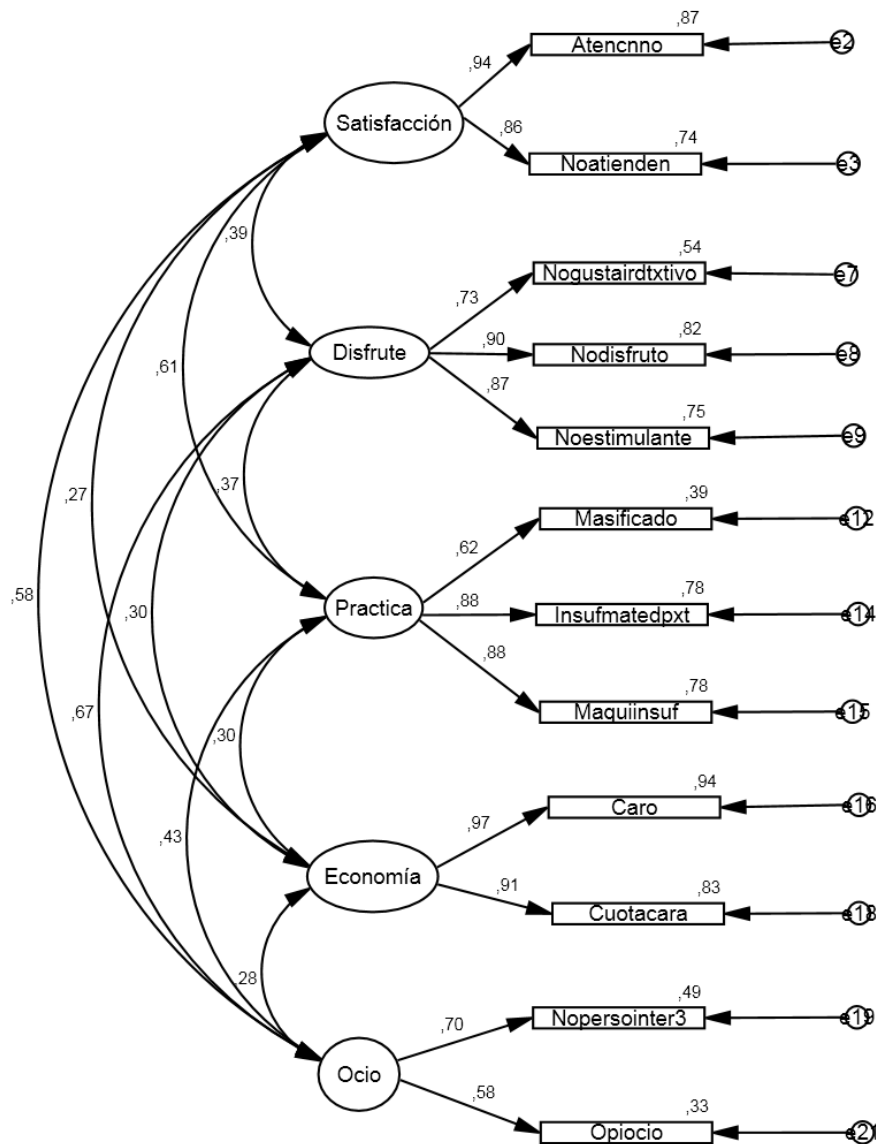 ,87
Atencnno
e2
,94
Satisfacción
,86
,74
Noatienden
e3
,39
,54
Nogustairdtxtivo
e7
,73
Disfrute
,90
,82
Nodisfruto
e8
,87
,61
,75
Noestimulante
e9
,37
,27
,39
Masificado
e12
,62
,58
Practica
,88
,78
Insufmatedpxt
e14
,30
,88
,78
Maquiinsuf
e15
,67
,30
,94
Caro
e16
,97
,43
Economía
,91
,83
Cuotacara
e18
,28
,49
Nopersointer3
e19
,70
Ocio
,58
,33
Opiocio
e21